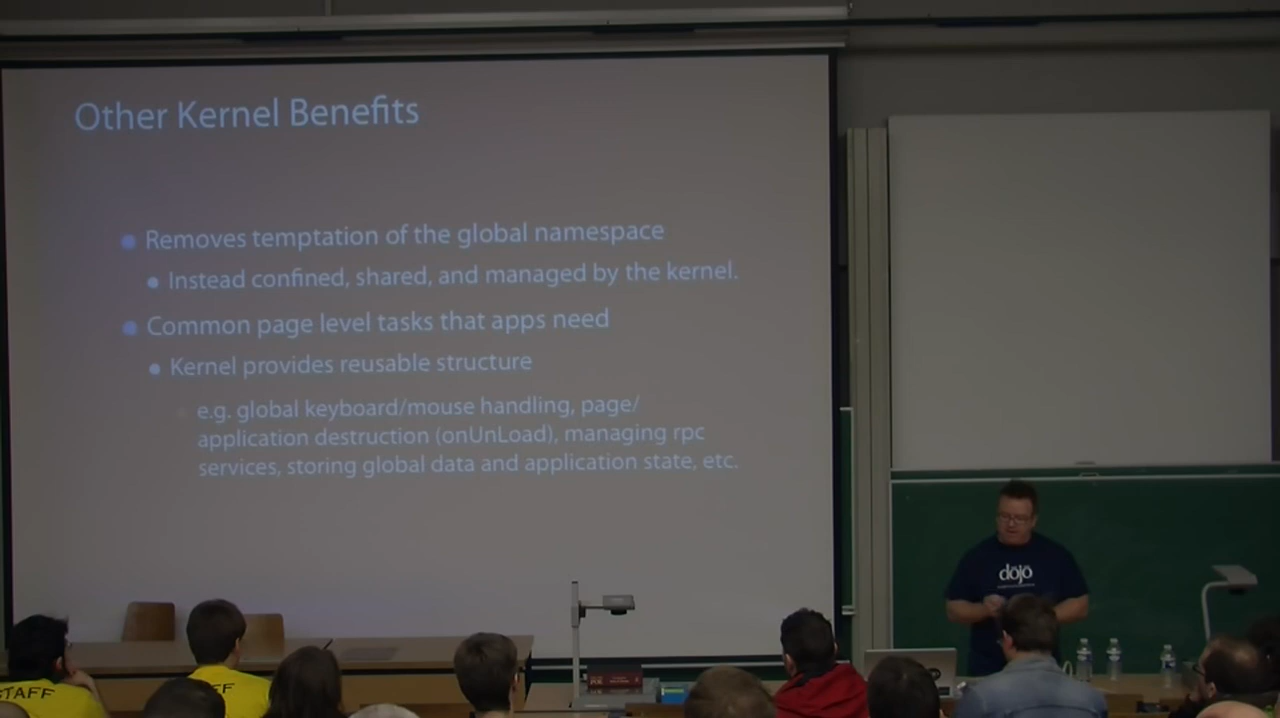 Other Kernel Benefits
Removes temptation of the global namespace
Instead confined, shared, and managed by the kernel.
Common page level tasks that apps need
Kernel provides reusable structure
e.g. global keyboard/mouse handling, page/
application destruction (onUnLoad), managing rpc
services, storing global data and application state, etc.
dōjō
STAFF
FF